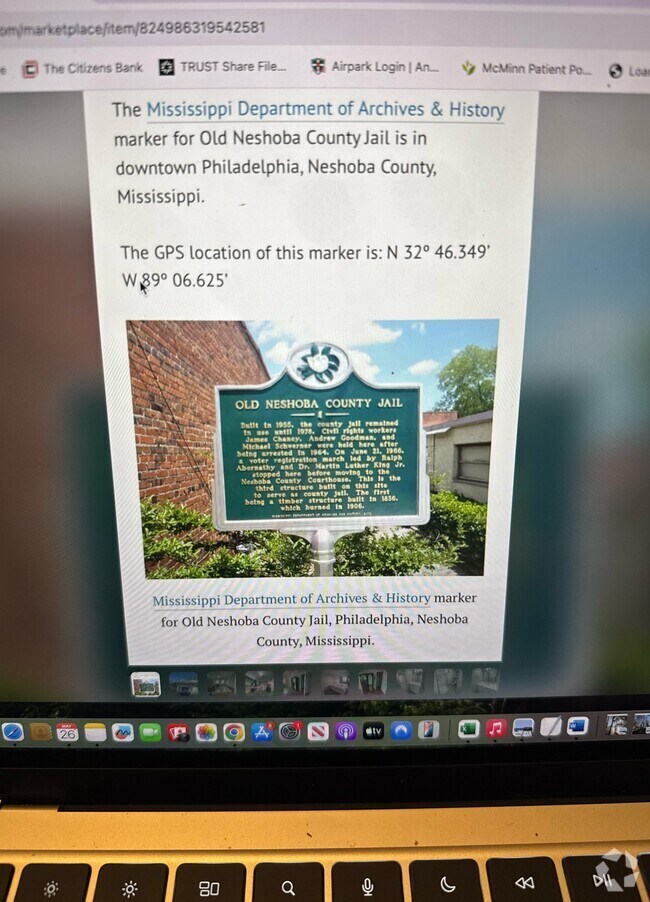 om/marketplace/item/824986319542581
e The Citizens Bank TRUST Share File... Airpark Login | An... McMinn Patient Po... Loa
The Mississippi Department of Archives & History
marker for Old Neshoba County Jail is in
downtown Philadelphia, Neshoba County,
Mississippi.
The GPS location of this marker is: N 32° 46.349'
W 89° 06.625'
OLD NESHOBA COUNTY JAIL
Built in 1955, the county jail remained
in use until 1978. Civil rights workers
James Chaney, Andrew Goodman, and
Michael Schwerner were held here after
being arrested in 1964. On June 21, 1966,
a voter registration march led by Ralph
Abernathy and Dr. Martin Luther King Jr.
stopped here before moving to the
Neshoba County Courthouse. This is the
third structure built on this site
to serve as county jail. The first
being a timber structure built in 1836,
which burned in 1906.
Mississippi Department of Archives & History marker
for Old Neshoba County Jail, Philadelphia, Neshoba
County, Mississippi.
MAY
26
tv